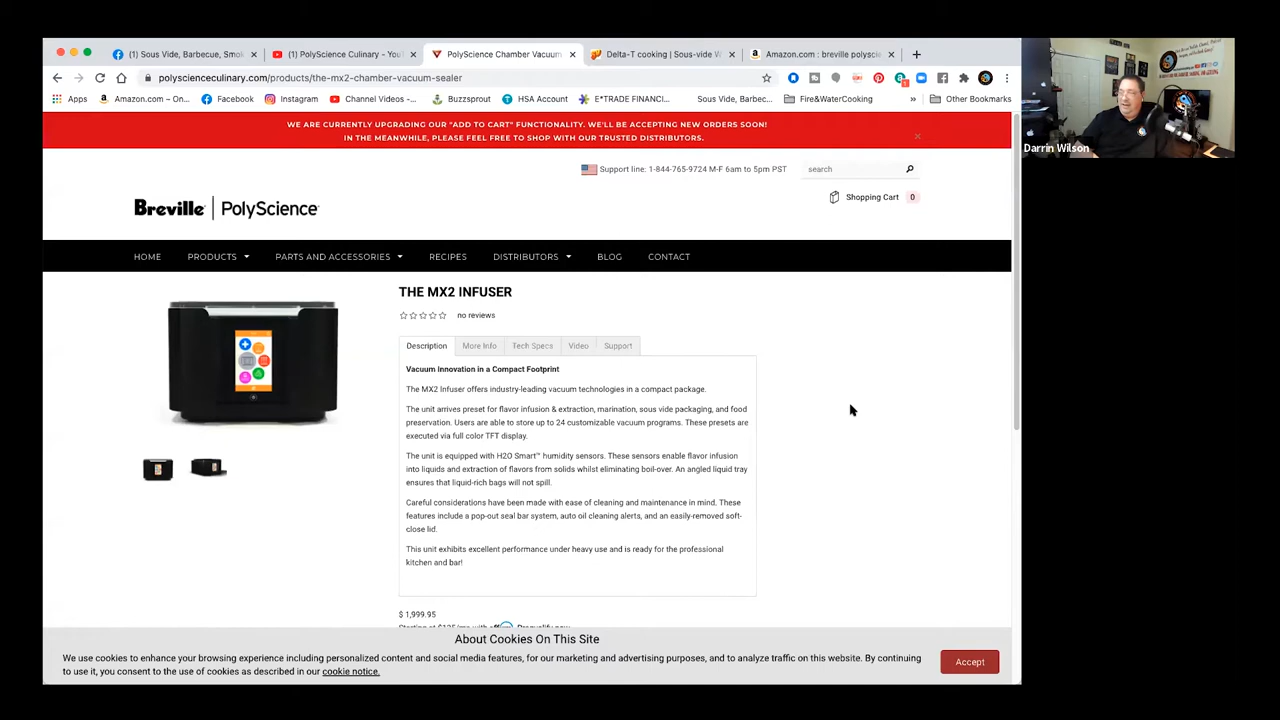 (1) Sous Vide, Barbecue, Smok
(1) PolyScience Culinary - You
PolyScience Chamber Vacuum
Delta-T cooking | Sous-vide W
Amazon.com : breville polyscie
polyscienceculinary.com/products/the-mx2-chamber-vacuum-sealer
Apps
Amazon.com – On...
Facebook
Instagram
Channel Videos -...
Buzzsprout
HSA Account
E*TRADE FINANCI...
Sous Vide, Barbec...
Fire&WaterCooking
»
Other Bookmarks
Darrin Wilson
WE ARE CURRENTLY UPGRADING OUR "ADD TO CART" FUNCTIONALITY. WE'LL BE ACCEPTING NEW ORDERS SOON!
IN THE MEANWHILE, PLEASE FEEL FREE TO SHOP WITH OUR TRUSTED DISTRIBUTORS.
Support line: 1-844-765-9724 M-F 6am to 5pm PST
search
Shopping Cart 0
Breville | PolyScience
HOME
PRODUCTS
PARTS AND ACCESSORIES
RECIPES
DISTRIBUTORS
BLOG
CONTACT
THE MX2 INFUSER
no reviews
Description
More Info
Tech Specs
Video
Support
Vacuum Innovation in a Compact Footprint
The MX2 Infuser offers industry-leading vacuum technologies in a compact package.
The unit arrives preset for flavor infusion & extraction, marination, sous vide packaging, and food
preservation. Users are able to store up to 24 customizable vacuum programs. These presets are
executed via full color TFT display.
The unit is equipped with H2O Smart™ humidity sensors. These sensors enable flavor infusion
into liquids and extraction of flavors from solids whilst eliminating boil-over. An angled liquid tray
ensures that liquid-rich bags will not spill.
Careful considerations have been made with ease of cleaning and maintenance in mind. These
features include a pop-out seal bar system, auto oil cleaning alerts, and an easily-removed soft-
close lid.
This unit exhibits excellent performance under heavy use and is ready for the professional
kitchen and bar!
$ 1,999.95
Starting at $125/mo with affirm. Prequalify now
About Cookies On This Site
We use cookies to enhance your browsing experience including personalized content and social media features, for our marketing and advertising purposes, and to analyze traffic on this website. By continuing
to use it, you consent to the use of cookies as described in our cookie notice.
Accept